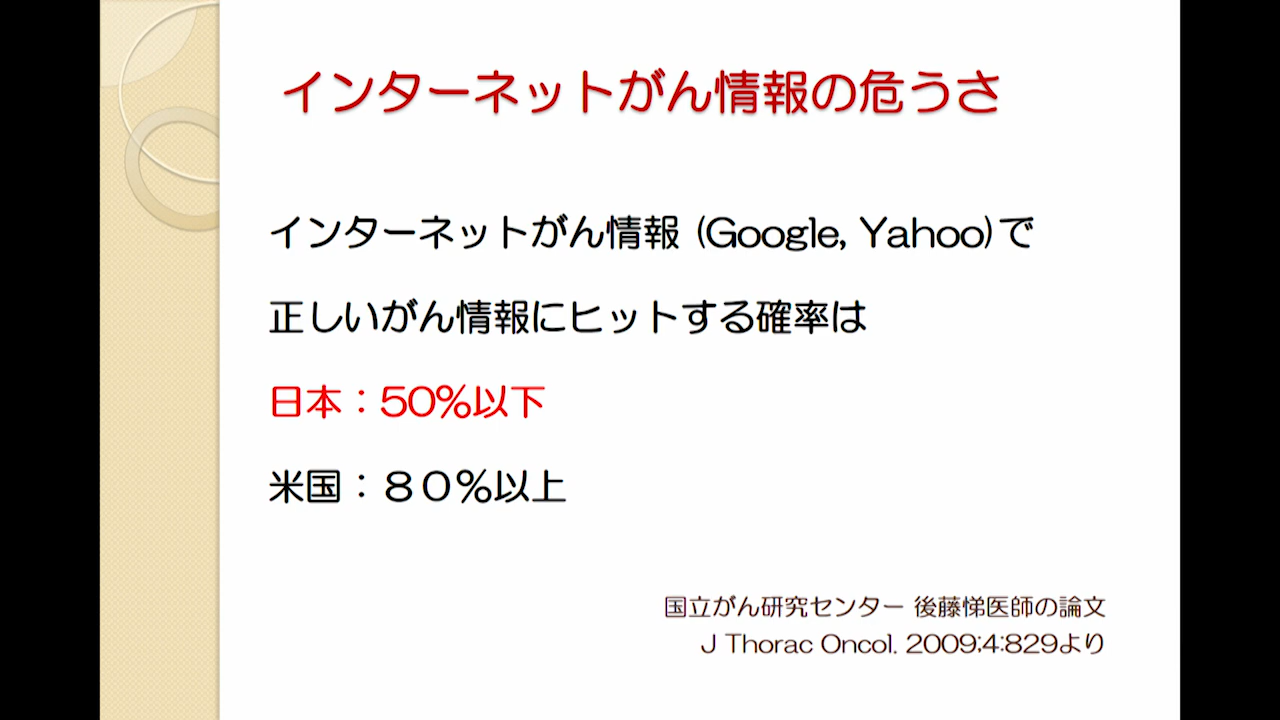 インターネットがん情報の危うさ
インターネットがん情報 (Google, Yahoo)で
正しいがん情報にヒットする確率は
日本：50%以下
米国：８０％以上
国立がん研究センター 後藤悌医師の論文
J Thorac Oncol. 2009;4:829より